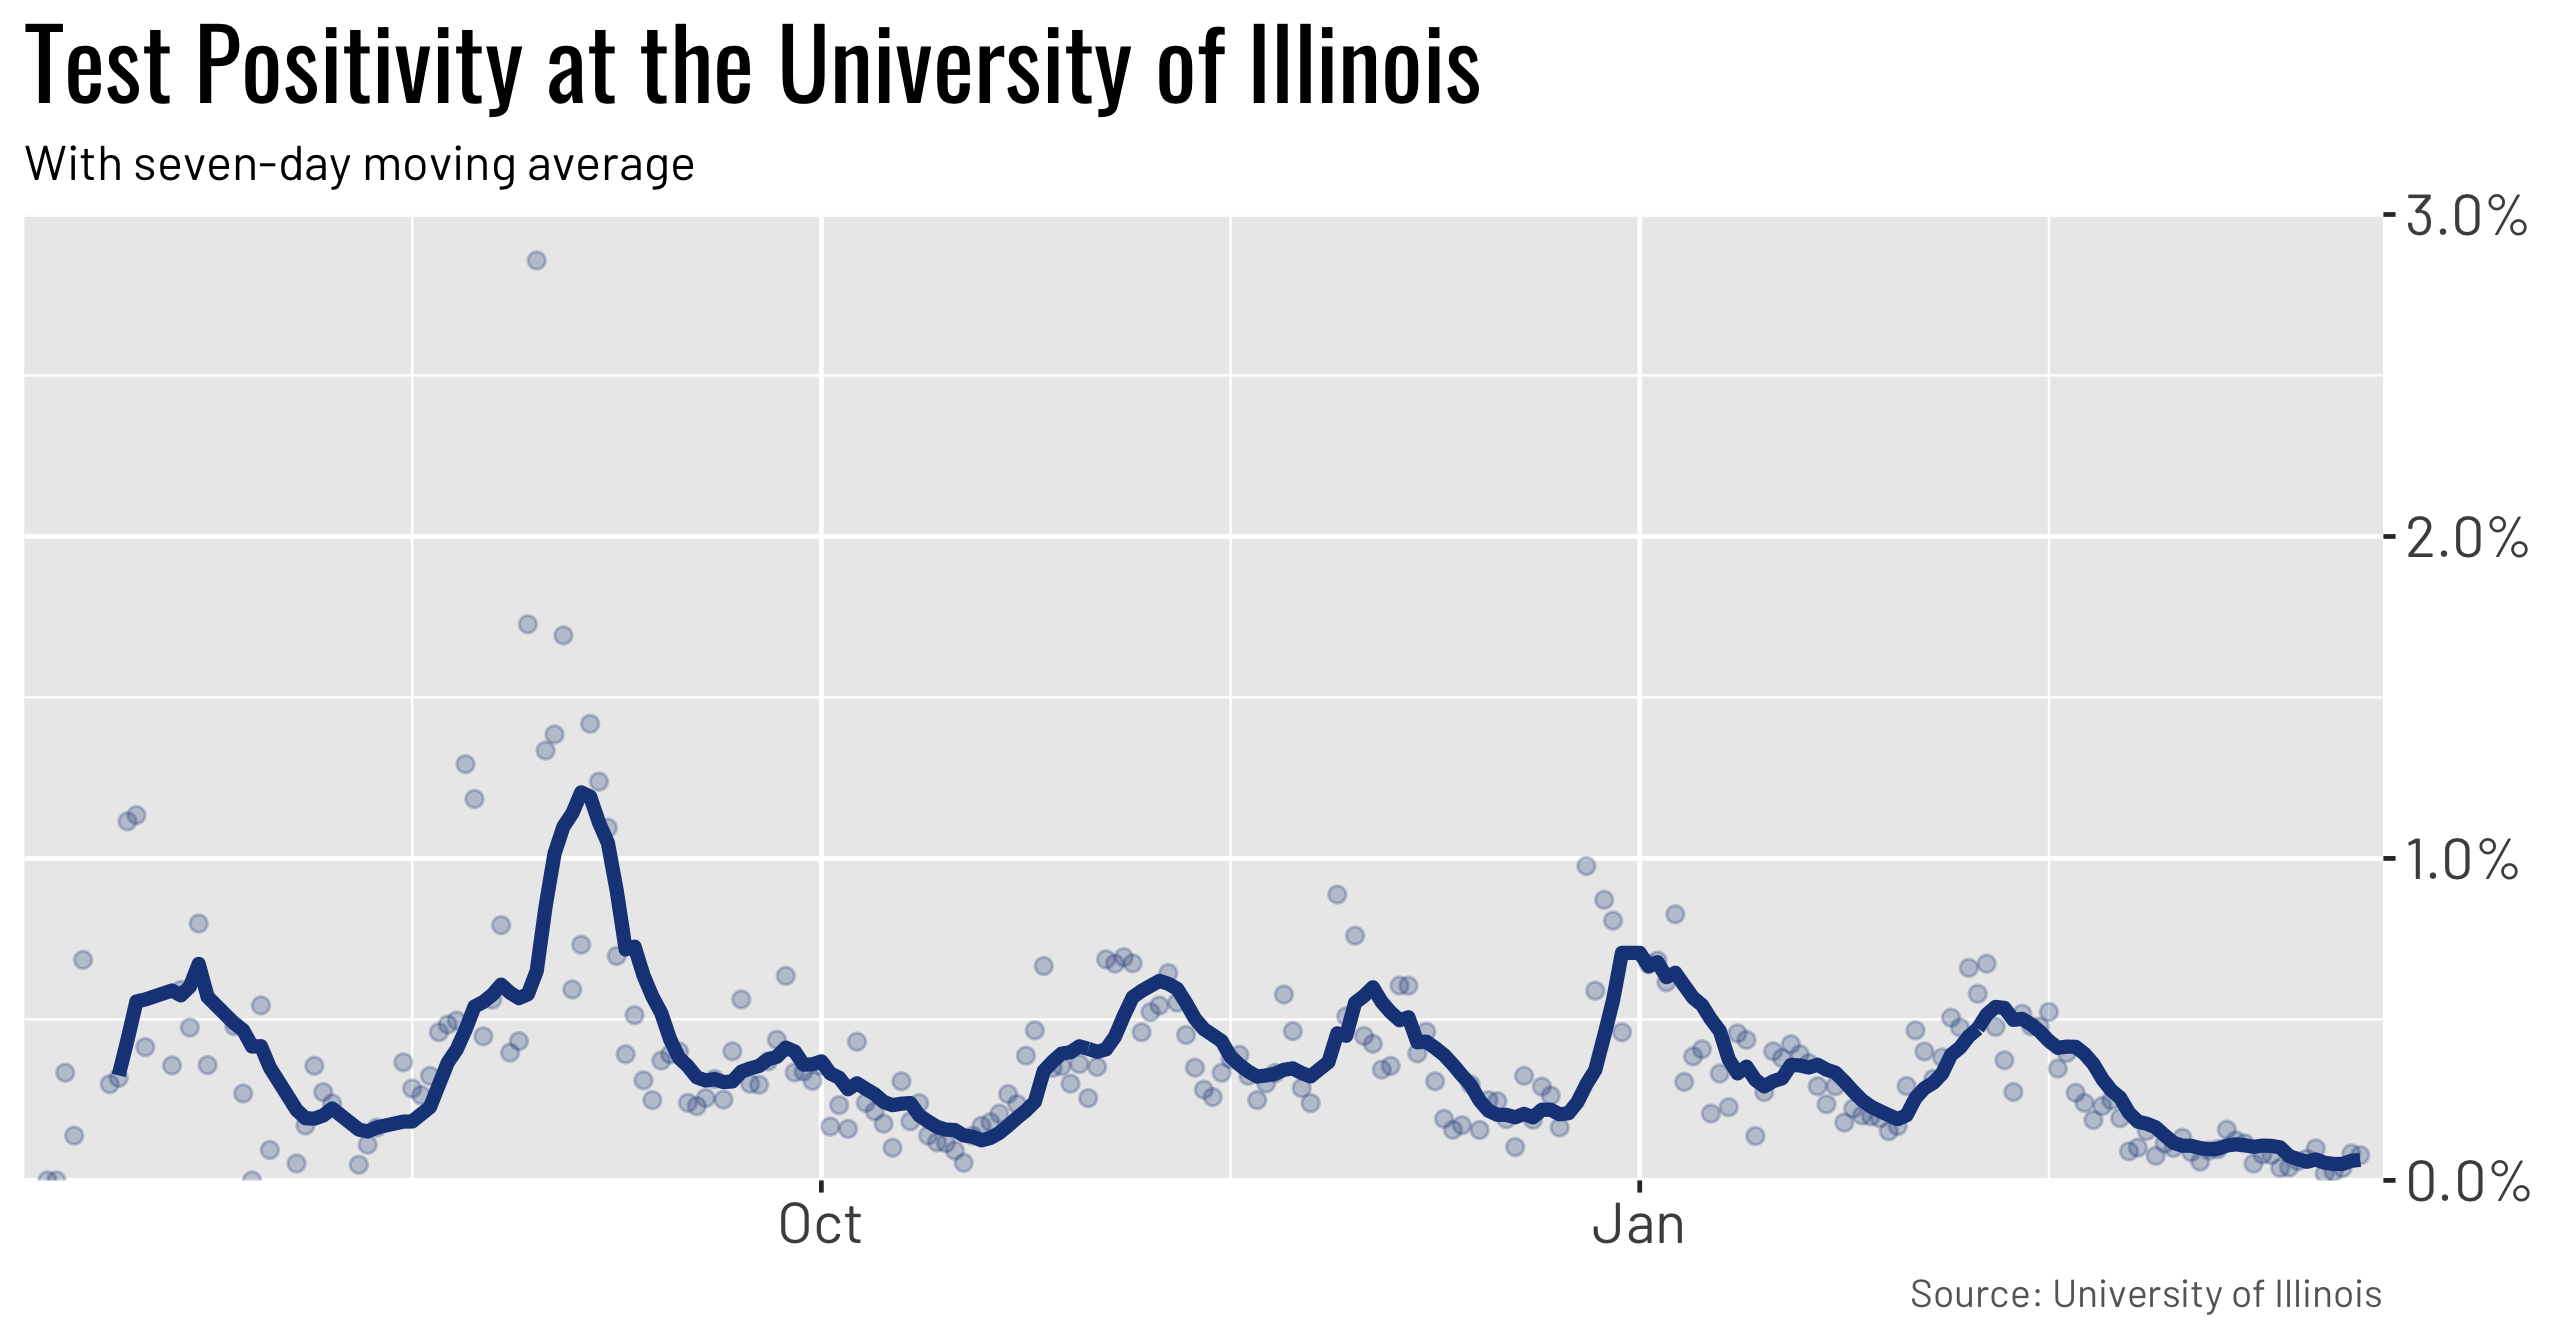 Test Positivity at the University of Illinois
With seven-day moving average
3.0%
2.0%
1.0%
0.0%
Oct Jan
Source: University of Illinois